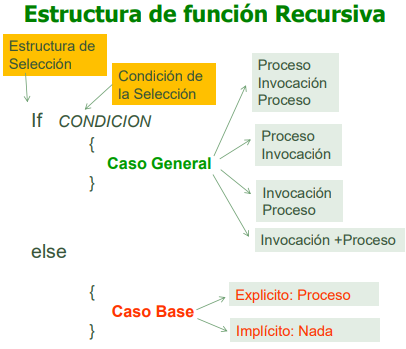 Estructura de función Recursiva
Estructura de
Selección
Condición de
la Selección
If CONDICION
{
Caso General
}
Proceso
Invocación
Proceso
Proceso
Invocación
Invocación
Proceso
Invocación +Proceso
else
{
Caso Base
}
Explicito: Proceso
Implícito: Nada